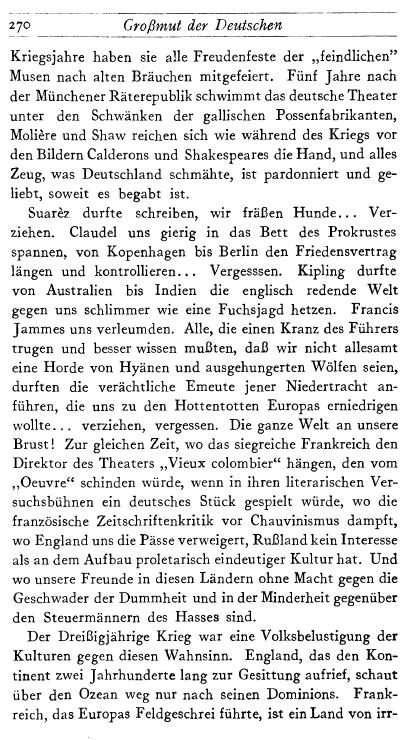 270 Großmut der Deutschen
Kriegsjahre haben sie alle Freudenfeste der „feindlichen”
Musen nach alten Bräuchen mitgefeiert. Fünf Jahre nach
der Münchener Räterepublik schwimmt das deutsche Theater
unter den Schwänken der gallischen Possenfabrikanten,
Molière und Shaw reichen sich wie während des Kriegs vor
den Bildern Calderons und Shakespeares die Hand, und alles
Zeug, was Deutschland schmähte, ist pardonniert und ge-
liebt, soweit es begabt ist.
Suarèz durfte schreiben, wir fräßen Hunde... Ver-
ziehen. Claudel uns gierig in das Bett des Prokrustes
spannen, von Kopenhagen bis Berlin den Friedensvertrag
längen und kontrollieren... Vergesssen. Kipling durfte
von Australien bis Indien die englisch redende Welt
gegen uns schlimmer wie eine Fuchsjagd hetzen. Francis
Jammes uns verleumden. Alle, die einen Kranz des Führers
trugen und besser wissen mußten, daß wir nicht allesamt
eine Horde von Hyänen und ausgehungerten Wölfen seien,
durften die verächtliche Emeute jener Niedertracht an-
führen, die uns zu den Hottentotten Europas erniedrigen
wollte... verziehen, vergessen. Die ganze Welt an unsere
Brust! Zur gleichen Zeit, wo das siegreiche Frankreich den
Direktor des Theaters „Vieux colombier“ hängen, den vom
„Oeuvre“ schinden würde, wenn in ihren literarischen Ver-
suchsbühnen ein deutsches Stück gespielt würde, wo die
französische Zeitschriftenkritik vor Chauvinismus dampft,
wo England uns die Pässe verweigert, Rußland kein Interesse
als an dem Aufbau proletarisch eindeutiger Kultur hat. Und
wo unsere Freunde in diesen Ländern ohne Macht gegen die
Geschwader der Dummheit und in der Minderheit gegenüber
den Steuermännern des Hasses sind.
Der Dreißigjährige Krieg war eine Volksbelustigung der
Kulturen gegen diesen Wahnsinn. England, das den Kon-
tinent zwei Jahrhunderte lang zur Gesittung aufrief, schaut
über den Ozean weg nur nach seinen Dominions. Frank-
reich, das Europas Feldgeschrei führte, ist ein Land von irr-